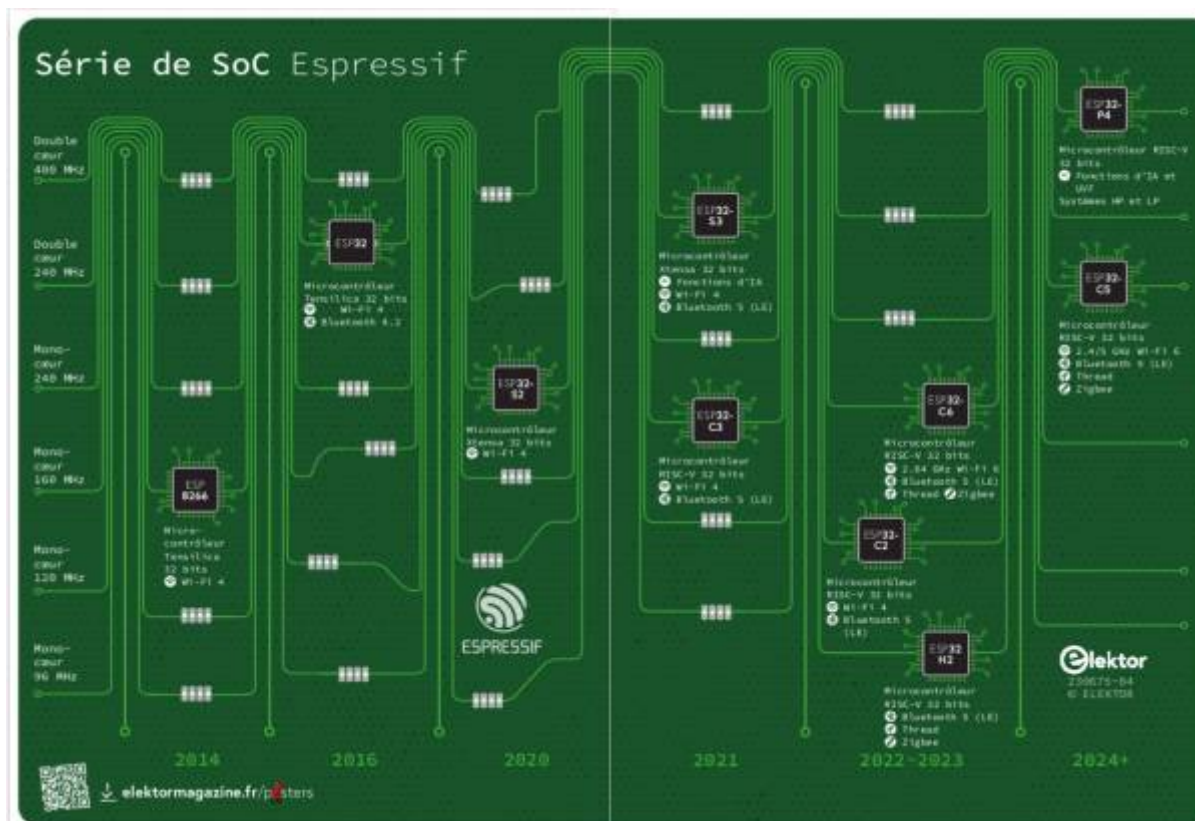 Série de SoC Espressif
Double
cœur
400 MHz
Double
cœur
240 MHz
Mono-
cœur
240 MHz
Mono-
cœur
160 MHz
Mono-
cœur
120 MHz
Mono-
cœur
96 MHz
ESP
8266
Micro-
contrôleur
Tensilica
32 bits
Wi-Fi 4
2014
ESP32
Microcontrôleur
Tensilica 32 bits
Wi-Fi 4
Bluetooth 4.2
2016
ESP32-
S2
Microcontrôleur
Xtensa 32 bits
Wi-Fi 4
ESPRESSIF
2020
ESP32-
S3
Microcontrôleur
Xtensa 32 bits
Fonctions d'IA
Wi-Fi 4
Bluetooth 5 (LE)
ESP32-
C3
Microcontrôleur
RISC-V 32 bits
Wi-Fi 4
Bluetooth 5 (LE)
2021
ESP32-
C6
Microcontrôleur
RISC-V 32 bits
2.64 GHz Wi-Fi 6
Bluetooth 5 (LE)
Thread Zigbee
ESP32-
C2
Microcontrôleur
RISC-V 32 bits
Wi-Fi 4
Bluetooth 5
(LE)
ESP32
H2
Microcontrôleur
RISC-V 32 bits
Bluetooth 5 (LE)
Thread
Zigbee
2022-2023
ESP32-
P4
Microcontrôleur RISC-V
32 bits
Fonctions d'IA et
Systèmes HP et LP
ESP32-
C5
Microcontrôleur
RISC-V 32 bits
2.4/5 GHz Wi-Fi 6
Bluetooth 5 (LE)
Thread
Zigbee
elektor
230675-04
© ELEKTOR
2024+
elektormagazine.fr/posters